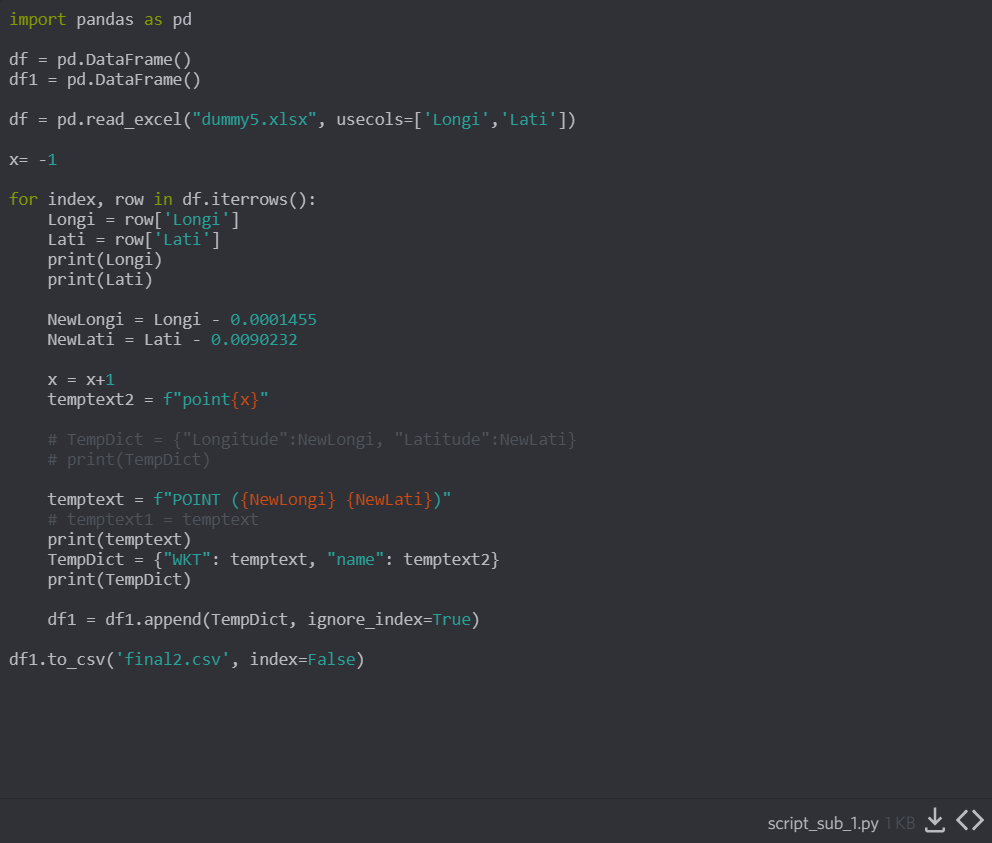 import pandas as pd
df = pd.DataFrame()
df1 = pd.DataFrame()
df = pd.read_excel("dummy5.xlsx", usecols=['Longi','Lati'])
x= -1
for index, row in df.iterrows():
    Longi = row['Longi']
    Lati = row['Lati']
    print(Longi)
    print(Lati)
    NewLongi = Longi - 0.0001455
    NewLati = Lati - 0.0090232
    x = x+1
    temptext2 = f"point{x}"
    # TempDict = {"Longitude":NewLongi, "Latitude":NewLati}
    # print(TempDict)
    temptext = f"POINT ({NewLongi} {NewLati})"
    # temptext1 = temptext
    print(temptext)
    TempDict = {"WKT": temptext, "name": temptext2}
    print(TempDict)
    df1 = df1.append(TempDict, ignore_index=True)
df1.to_csv('final2.csv', index=False)
script_sub_1.py 1 KB